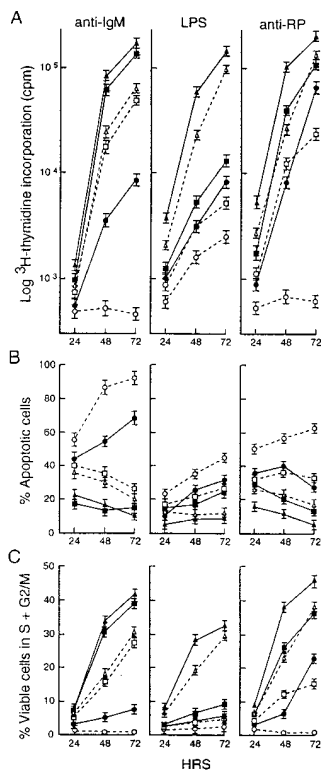 A
anti-IgM LPS anti-RP
Log ³H-thymidine incorporation (cpm)
10⁵
10⁴
10³
24 48 72 24 48 72 24 48 72
B
% Apoptotic cells
100
80
60
40
20
0
24 48 72 24 48 72 24 48 72
C
% Viable cells in S + G2/M
50
40
30
20
10
0
24 48 72 24 48 72 24 48 72
HRS